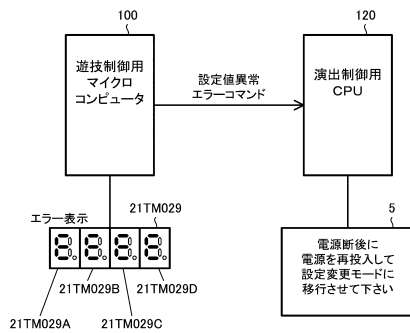 100
120
遊技制御用
マイクロ
コンピュータ
設定値異常
エラーコマンド
演出制御用
CPU
エラー表示
21TM029
5
E. E. E. E.
電源断後に
電源を再投入して
設定変更モードに
移行させて下さい
21TM029B
21TM029D
21TM029A
21TM029C